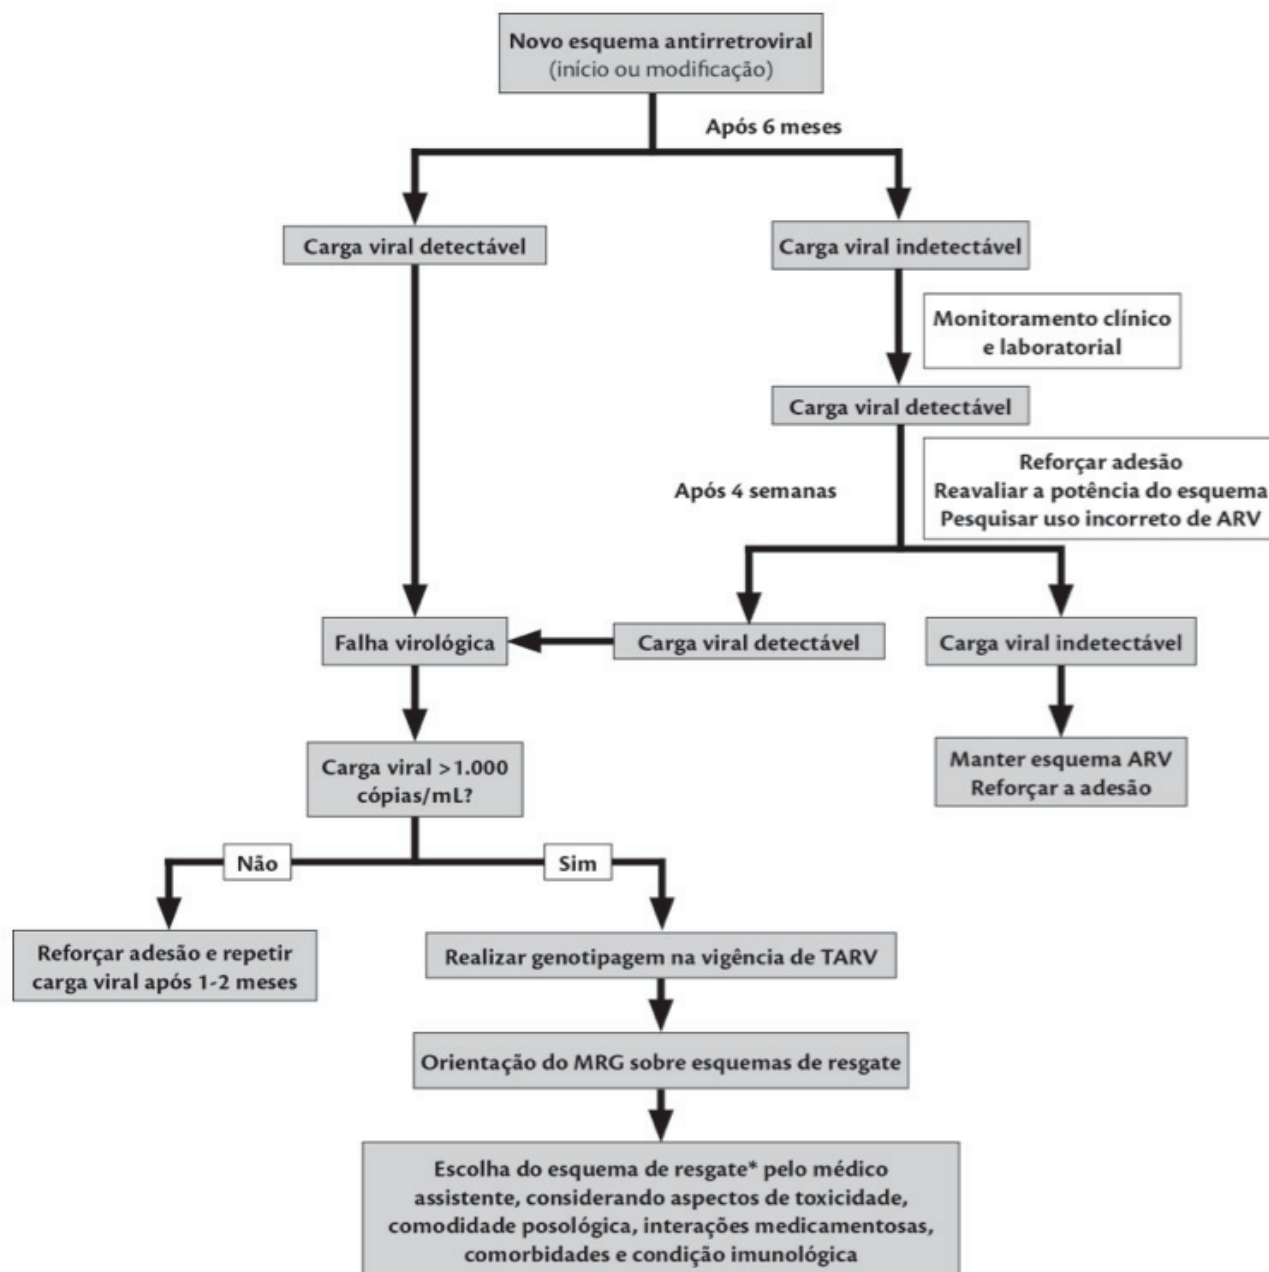 Novo esquema antirretroviral
(início ou modificação)
Após 6 meses
Carga viral detectável
Carga viral indetectável
Monitoramento clínico
e laboratorial
Carga viral detectável
Reforçar adesão
Reavaliar a potência do esquema
Pesquisar uso incorreto de ARV
Após 4 semanas
Falha virológica
Carga viral detectável
Carga viral indetectável
Carga viral >1.000
cópias/mL?
Manter esquema ARV
Reforçar a adesão
Não
Sim
Reforçar adesão e repetir
carga viral após 1-2 meses
Realizar genotipagem na vigência de TARV
Orientação do MRG sobre esquemas de resgate
Escolha do esquema de resgate* pelo médico
assistente, considerando aspectos de toxicidade,
comodidade posológica, interações medicamentosas,
comorbidades e condição imunológica